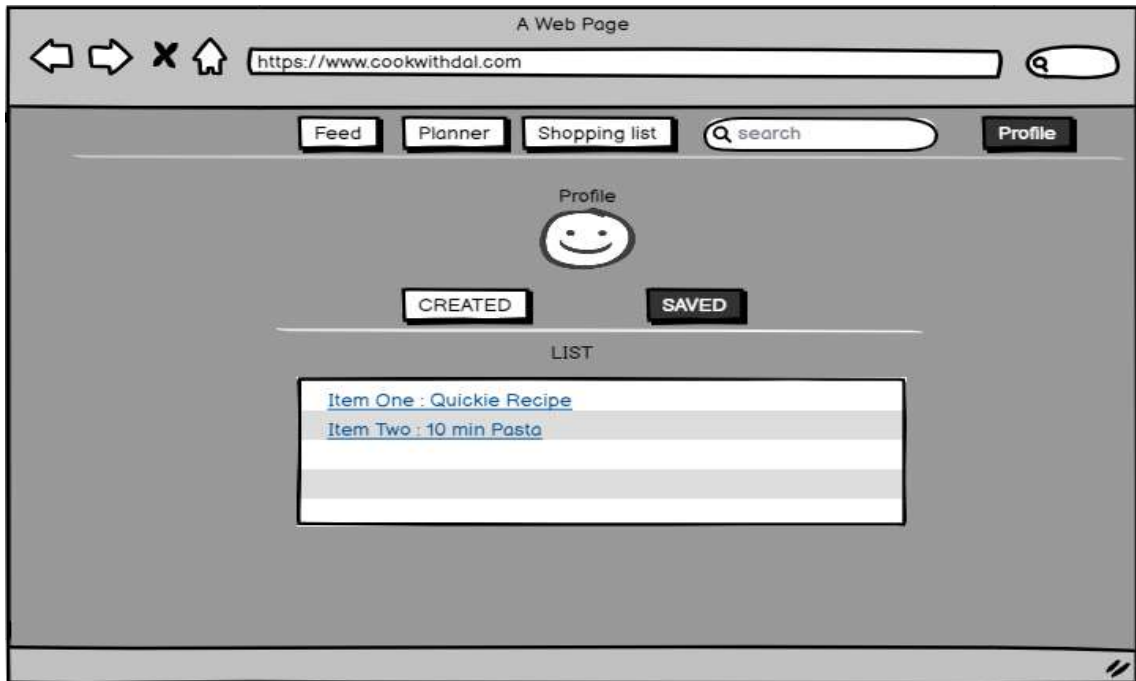 A Web Page
https://www.cookwithdal.com
Feed Planner Shopping list search Profile
Profile
CREATED SAVED
LIST
Item One : Quickie Recipe
Item Two : 10 min Pasta